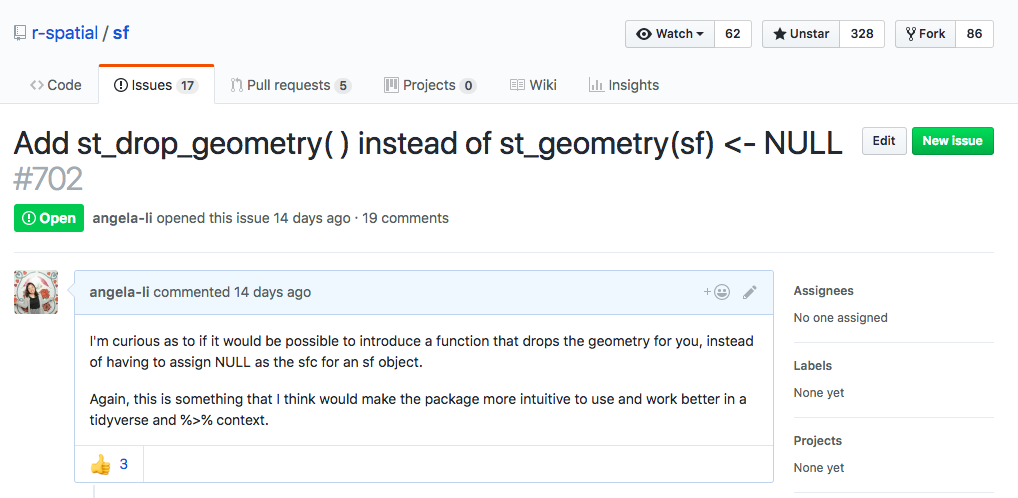 r-spatial / sf
Watch 62 Unstar 328 Fork 86
Code Issues 17 Pull requests 5 Projects 0 Wiki Insights
Add st_drop_geometry( ) instead of st_geometry(sf) <- NULL
#702
Edit New issue
Open angela-li opened this issue 14 days ago · 19 comments
angela-li commented 14 days ago
I'm curious as to if it would be possible to introduce a function that drops the geometry for you, instead
of having to assign NULL as the sfc for an sf object.
Again, this is something that I think would make the package more intuitive to use and work better in a
tidyverse and %>% context.
👍 3
Assignees
No one assigned
Labels
None yet
Projects
None yet